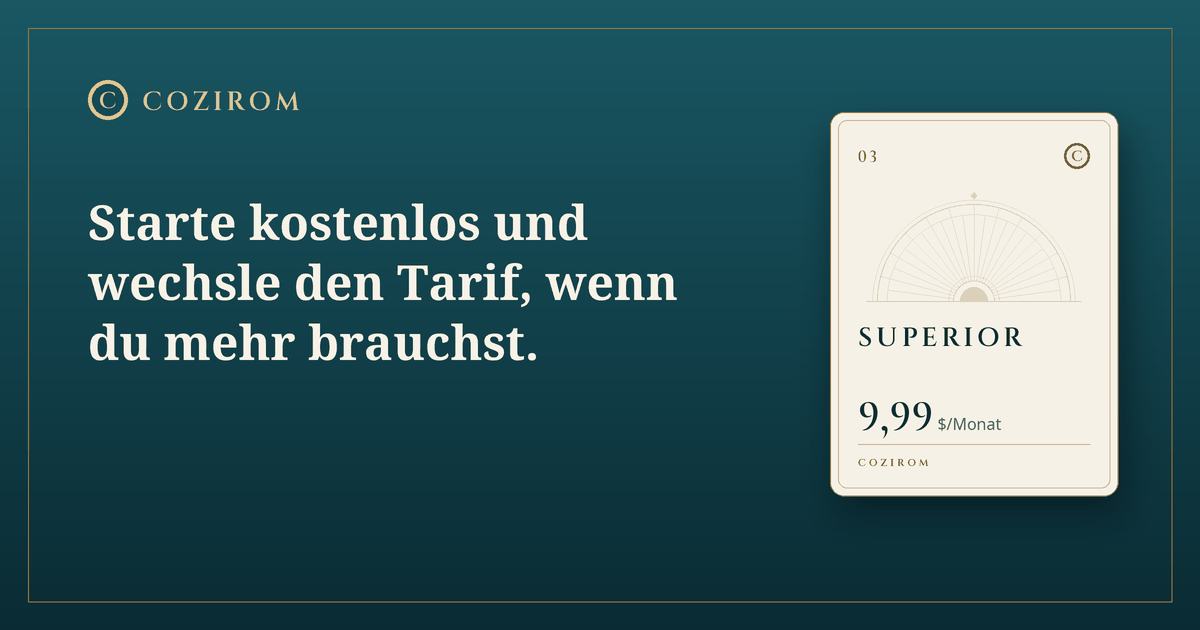 C COZIROM
Starte kostenlos und
wechsle den Tarif, wenn
du mehr brauchst.
03 C
SUPERIOR
9,99 $/Monat
COZIROM